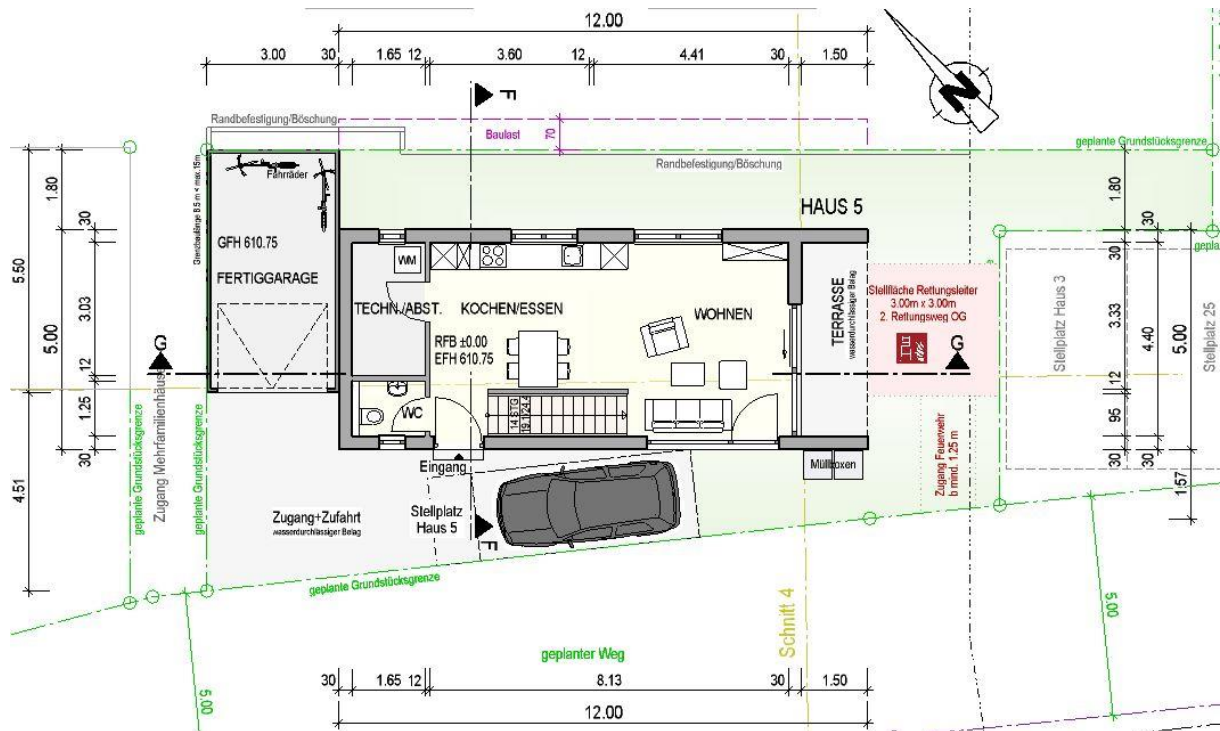 12.00
3.00
30
1.65
12
3.60
12
4.41
30
1.50
F
N
Randbefestigung/Böschung
Baulast
70
geplante Grundstücksgrenze
Randbefestigung/Böschung
Fahrräder
HAUS 5
GFH 610.75
FERTIGGARAGE
WM
TECHN./ABST.
KOCHEN/ESSEN
WOHNEN
RFB ±0.00
EFH 610.75
TERRASSE
wasserdurchlässiger Belag
Stellfläche Rettungsleiter
3.00m x 3.00m
2. Rettungsweg OG
Stellplatz Haus 3
Stellplatz 25
G
G
WC
14 STG
Eingang
Müllboxen
Zugang Feuerwehr
b mind. 1.25 m
Zugang Mehrfamilienhaus
geplante Grundstücksgrenze
geplante Grundstücksgrenze
Zugang+Zufahrt
wasserdurchlässiger Belag
Stellplatz
Haus 5
F
geplante Grundstücksgrenze
geplanter Weg
Schnitt 4
5.00
5.00
5.50
4.51
5.00
1.80
30
3.03
12
1.25
30
1.80
30
30
3.33
12
95
30
4.40
30
5.00
1.57
30
1.65
12
8.13
30
1.50
12.00